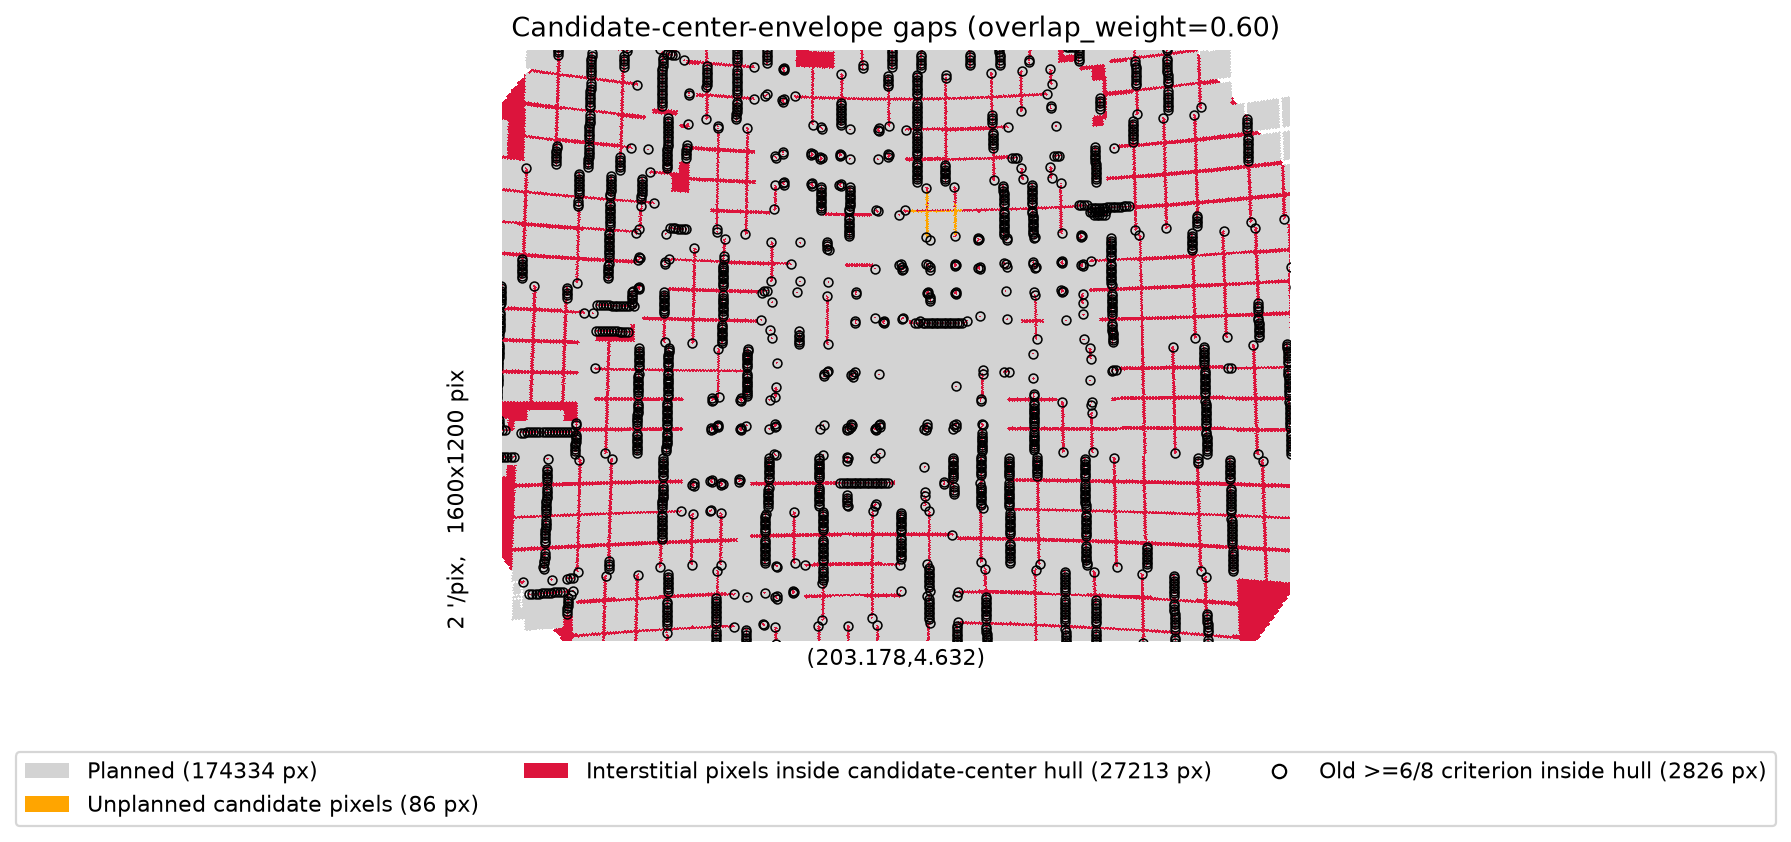 Candidate-center-envelope gaps (overlap_weight=0.60)
2 '/pix,   1600x1200 pix
(203.178,4.632)
Planned (174334 px)
Unplanned candidate pixels (86 px)
Interstitial pixels inside candidate-center hull (27213 px)
Old >=6/8 criterion inside hull (2826 px)